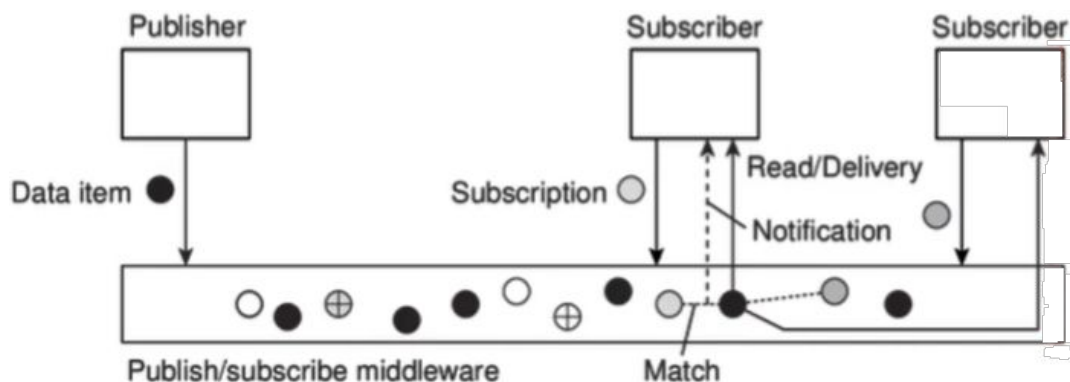 Publisher
Subscriber
Subscriber
Data item
Subscription
Read/Delivery
Notification
Publish/subscribe middleware
Match